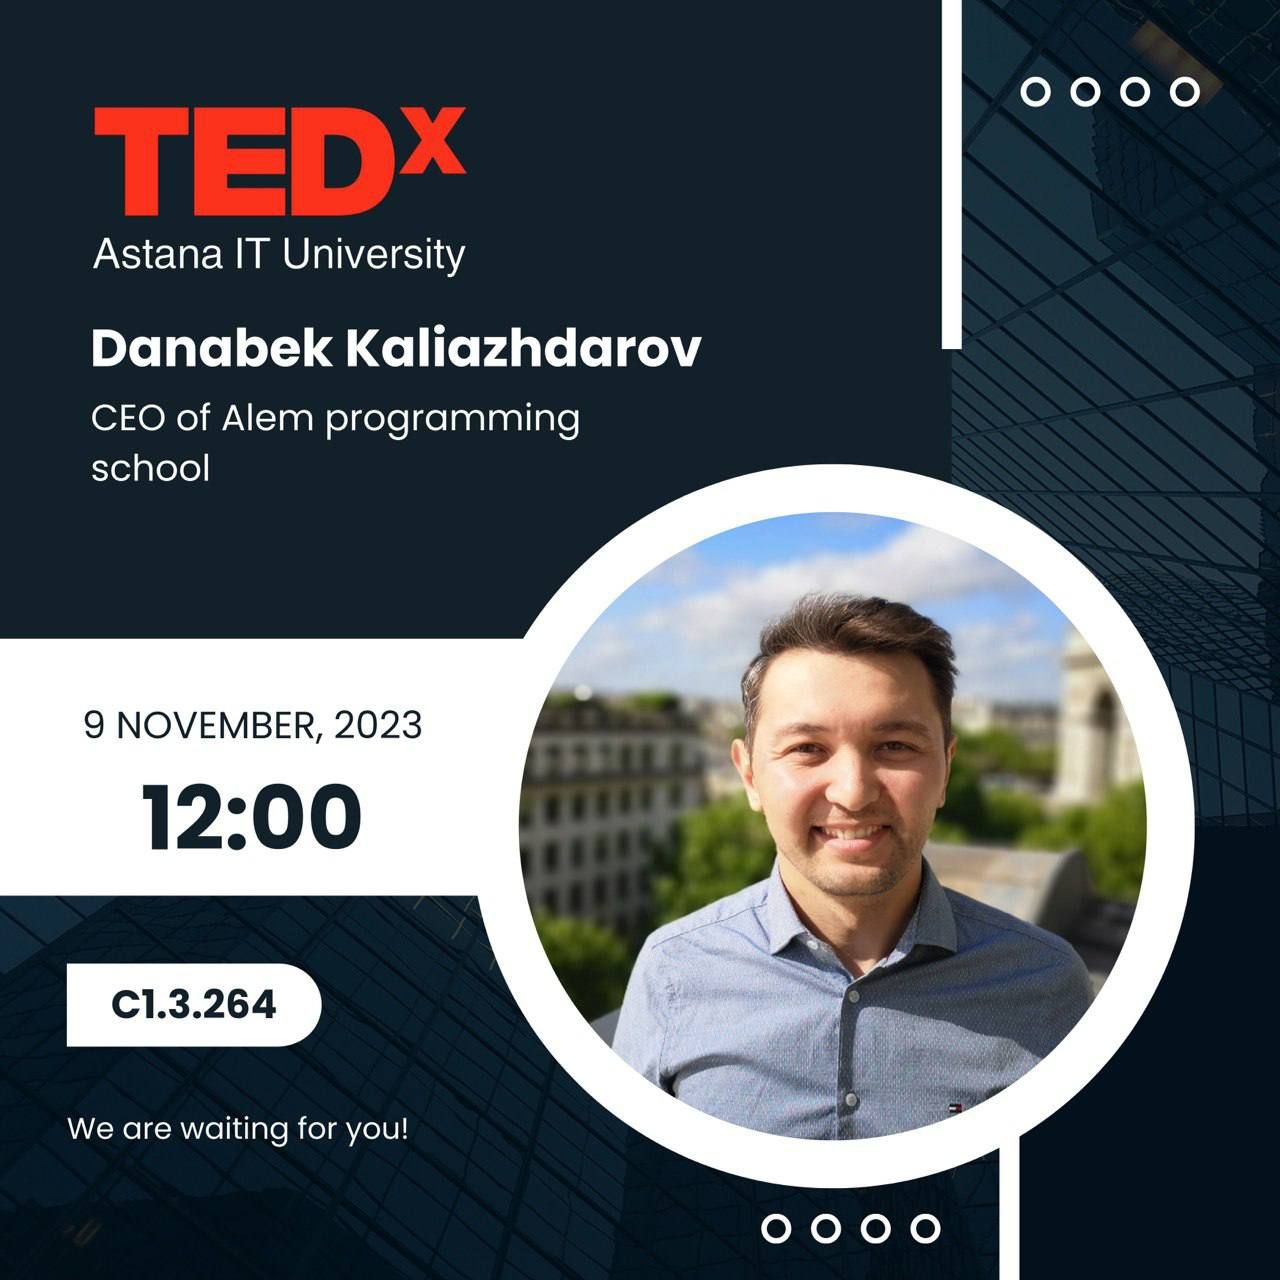 TEDx
Astana IT University
Danabek Kaliazhdarov
CEO of Alem programming
school
9 NOVEMBER, 2023
12:00
C1.3.264
We are waiting for you!